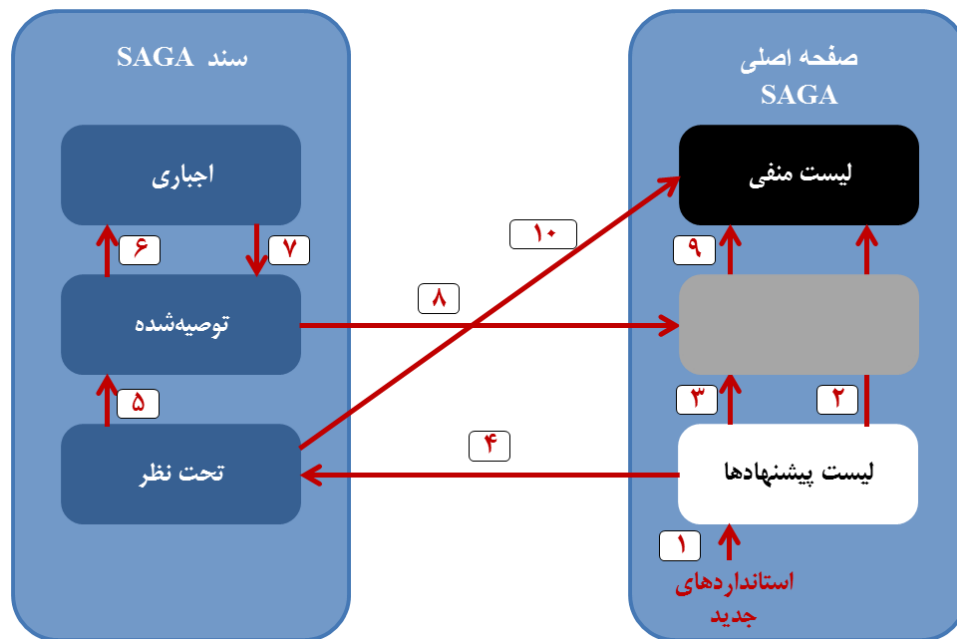 صفحه اصلی
SAGA
لیست منفی
۹
۳
۲
لیست پیشنهادها
۱
استانداردهای
جدید
سند SAGA
اجباری
۶
۷
توصیه‌شده
۵
تحت نظر
۱۰
۸
۴